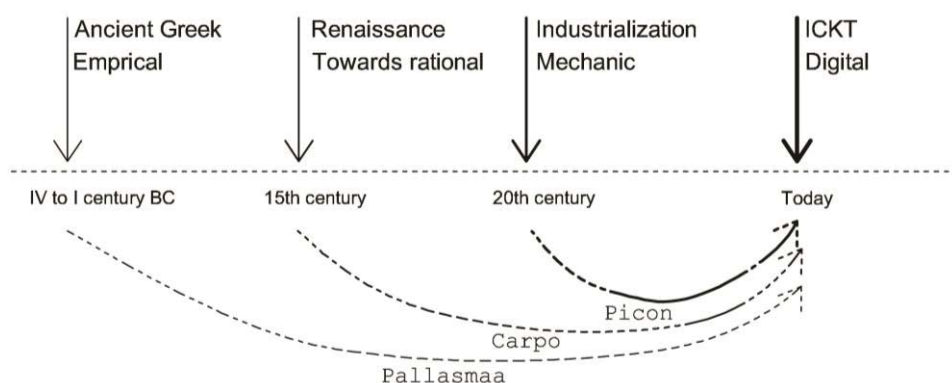 Ancient Greek
Emprical
Renaissance
Towards rational
Industrialization
Mechanic
ICKT
Digital
IV to I century BC
15th century
20th century
Today
Picon
Carpo
Pallasmaa